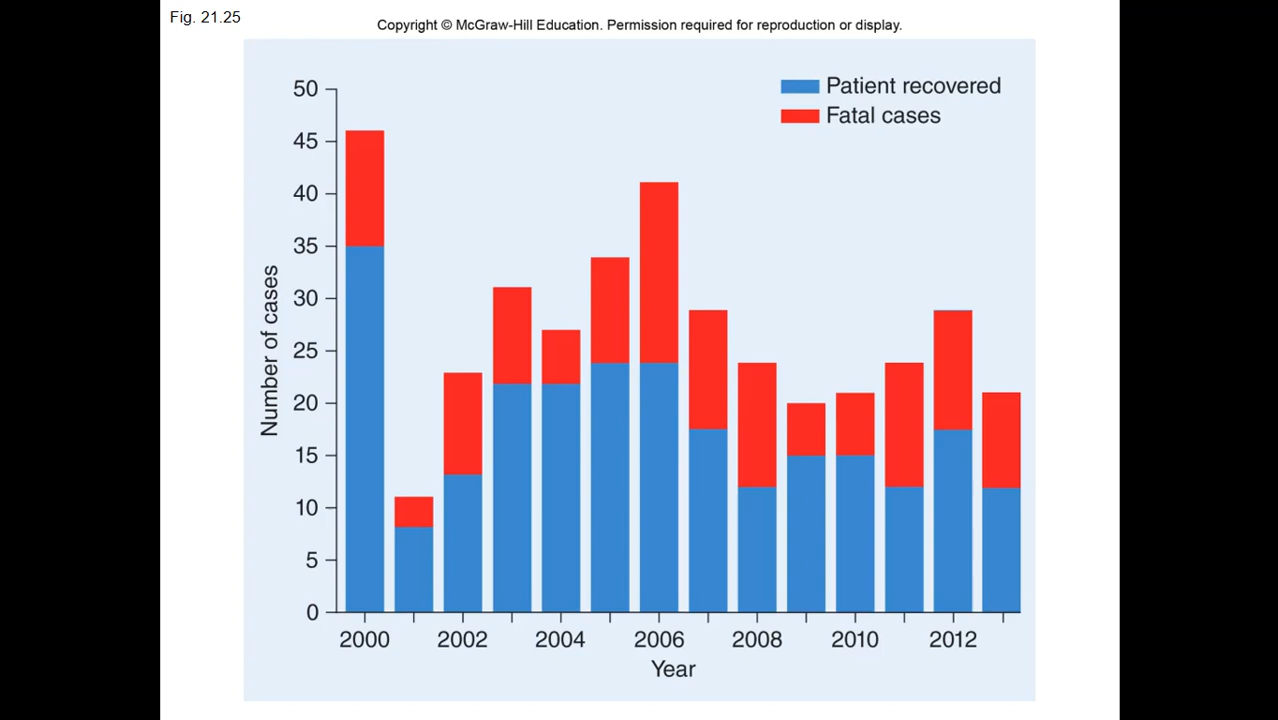 Fig. 21.25
Copyright © McGraw-Hill Education. Permission required for reproduction or display.
Patient recovered
Fatal cases
50
45
40
35
30
25
20
15
10
5
0
Number of cases
2000 2002 2004 2006 2008 2010 2012
Year